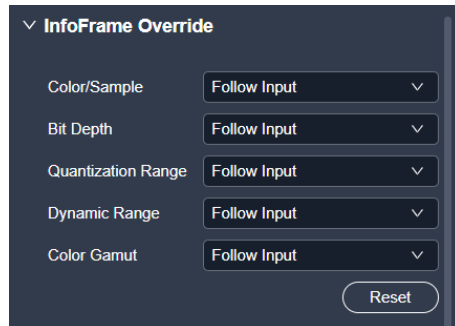 InfoFrame Override
Color/Sample Follow Input
Bit Depth Follow Input
Quantization Range Follow Input
Dynamic Range Follow Input
Color Gamut Follow Input
Reset